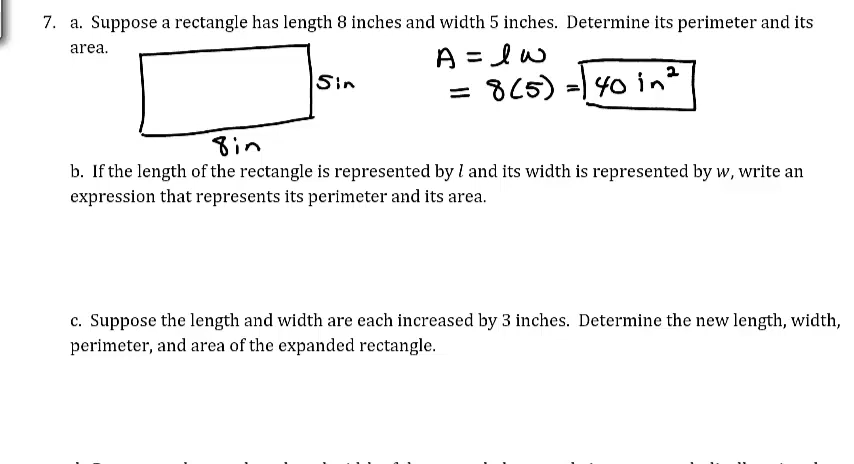 7. a. Suppose a rectangle has length 8 inches and width 5 inches. Determine its perimeter and its
area.
A = l w
5in
= 8(5) = 40 in²
8in
b. If the length of the rectangle is represented by l and its width is represented by w, write an
expression that represents its perimeter and its area.
c. Suppose the length and width are each increased by 3 inches. Determine the new length, width,
perimeter, and area of the expanded rectangle.